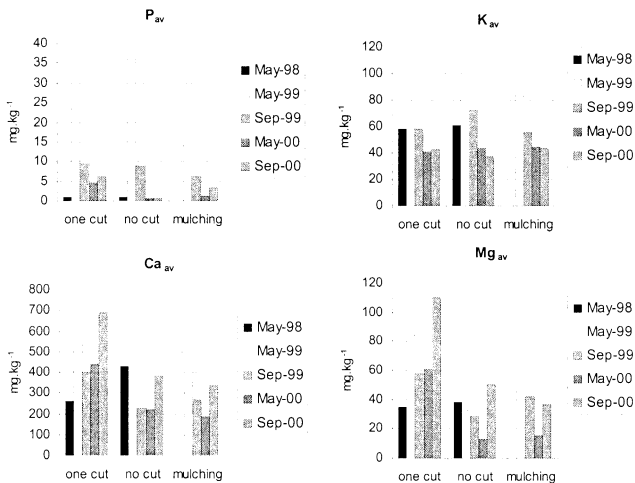 P av
40
35
30
25
20
15
10
5
0
mg.kg-1
one cut no cut mulching
May-98
May-99
Sep-99
May-00
Sep-00
K av
120
100
80
60
40
20
0
mg.kg-1
one cut no cut mulching
May-98
May-99
Sep-99
May-00
Sep-00
Ca av
800
700
600
500
400
300
200
100
0
mg.kg-1
one cut no cut mulching
May-98
May-99
Sep-99
May-00
Sep-00
Mg av
120
100
80
60
40
20
0
mg.kg-1
one cut no cut mulching
May-98
May-99
Sep-99
May-00
Sep-00